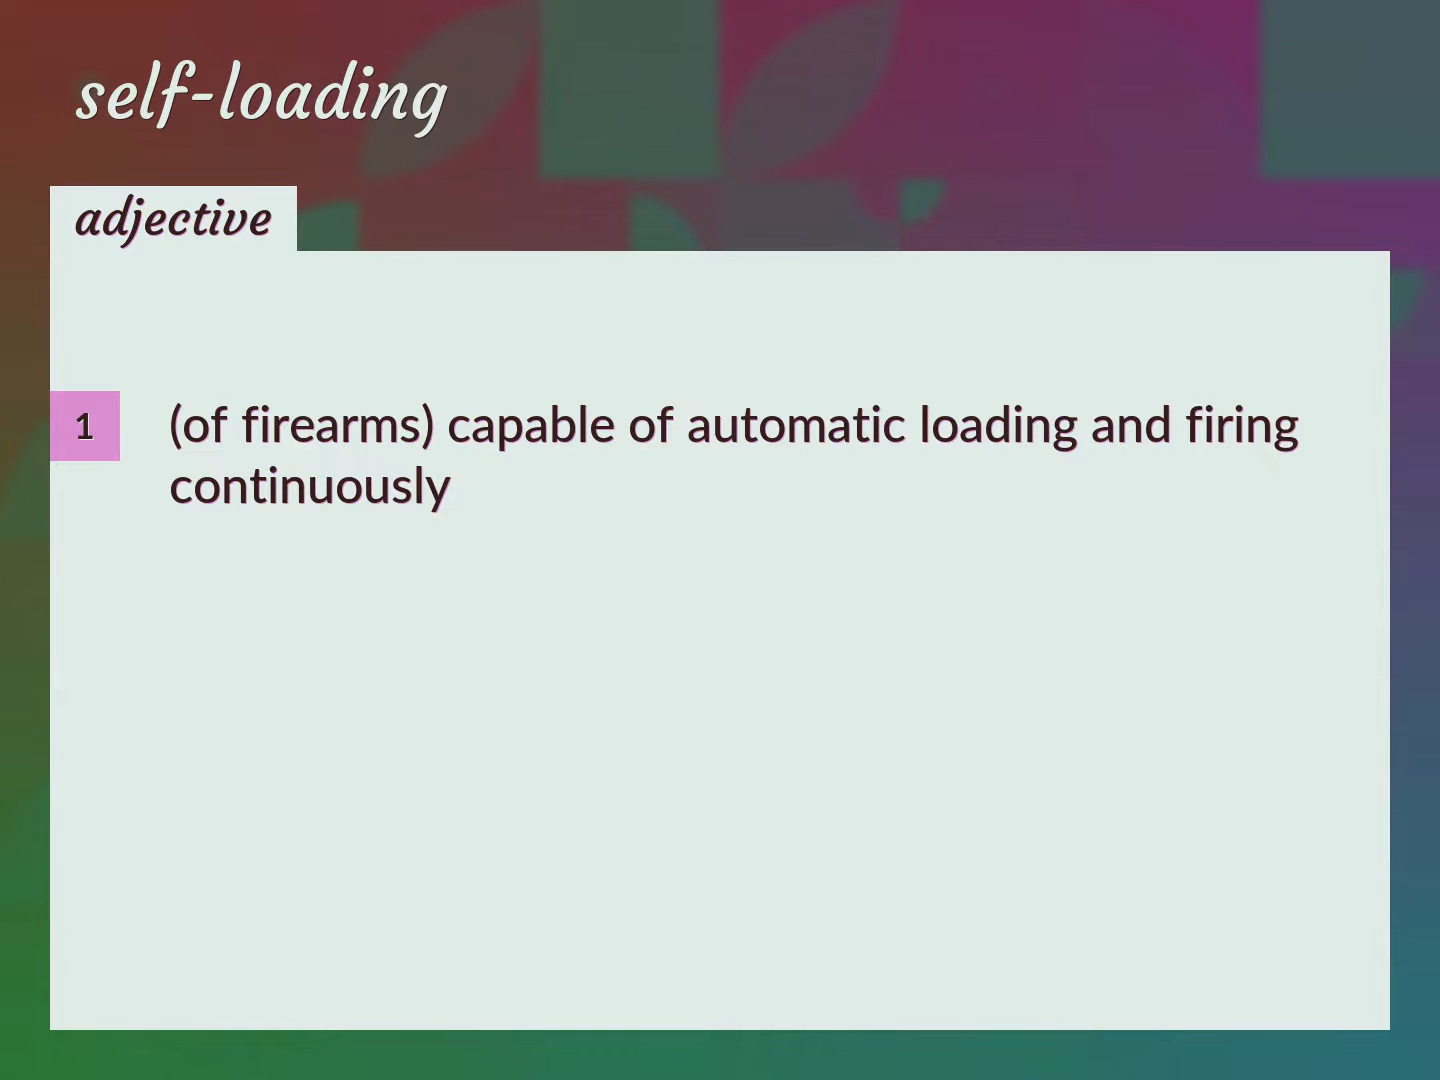 self-loading
adjective
1 (of firearms) capable of automatic loading and firing
continuously